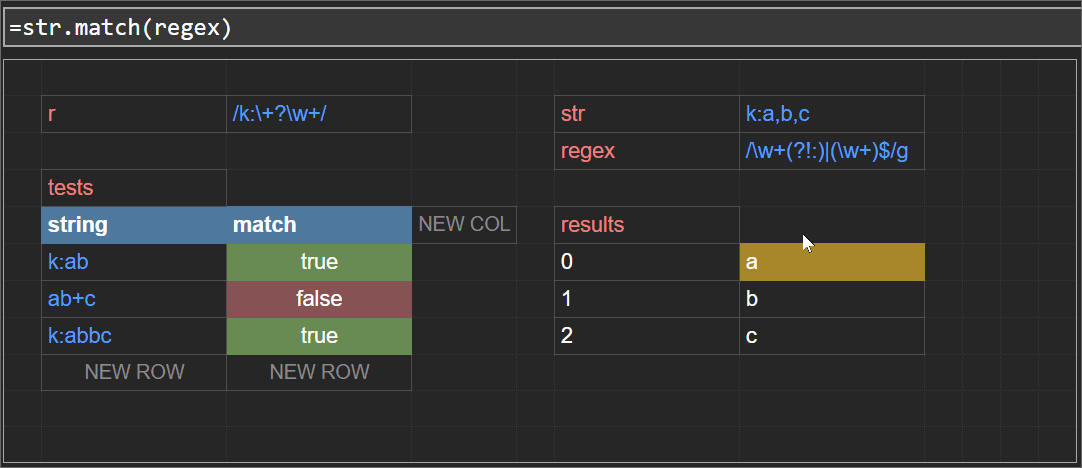 =str.match(regex)
r /k:\+?\w+/
str k:a,b,c
regex /\w+(?!:)|(\w+)$/g
tests
string match NEW COL
results
k:ab true
0 a
ab+c false
1 b
k:abbc true
2 c
NEW ROW NEW ROW